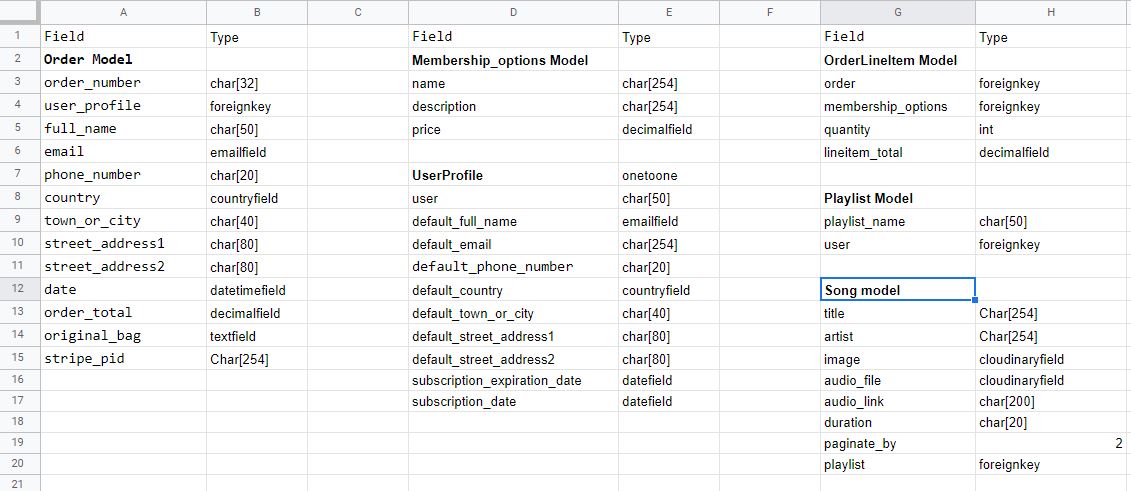 A B C D E F G H
1 Field Type Field Type Field Type
2 Order Model Membership_options Model OrderLineItem Model
3 order_number char[32] name char[254] order foreignkey
4 user_profile foreignkey description char[254] membership_options foreignkey
5 full_name char[50] price decimalfield quantity int
6 email emailfield lineitem_total decimalfield
7 phone_number char[20] UserProfile onetoone
8 country countryfield user char[50] Playlist Model
9 town_or_city char[40] default_full_name emailfield playlist_name char[50]
10 street_address1 char[80] default_email char[254] user foreignkey
11 street_address2 char[80] default_phone_number char[20]
12 date datetimefield default_country countryfield Song model
13 order_total decimalfield default_town_or_city char[40] title Char[254]
14 original_bag textfield default_street_address1 char[80] artist Char[254]
15 stripe_pid Char[254] default_street_address2 char[80] image cloudinaryfield
16 subscription_expiration_date datefield audio_file cloudinaryfield
17 subscription_date datefield audio_link char[200]
18 duration char[20]
19 paginate_by 2
20 playlist foreignkey
21